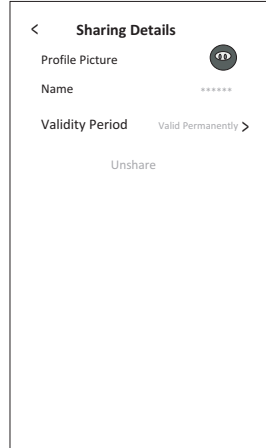 < Sharing Details
Profile Picture
Name ******
Validity Period Valid Permanently >
Unshare